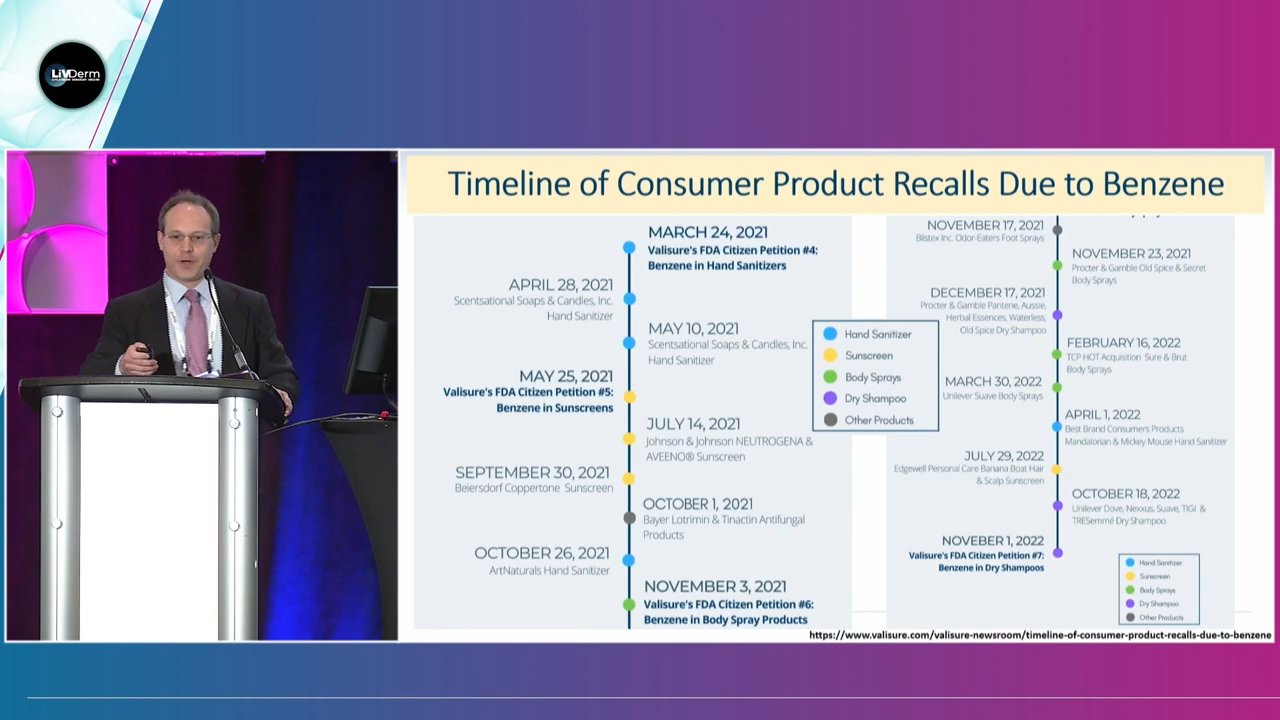 LiVDerm
Timeline of Consumer Product Recalls Due to Benzene
MARCH 24, 2021
Valisure's FDA Citizen Petition #4:
Benzene in Hand Sanitizers
APRIL 28, 2021
Scentsational Soaps & Candles, Inc.
Hand Sanitizer
MAY 10, 2021
Scentsational Soaps & Candles, Inc.
Hand Sanitizer
MAY 25, 2021
Valisure's FDA Citizen Petition #5:
Benzene in Sunscreens
JULY 14, 2021
Johnson & Johnson NEUTROGENA &
AVEENO® Sunscreen
SEPTEMBER 30, 2021
Beiersdorf Coppertone Sunscreen
OCTOBER 1, 2021
Bayer Lotrimin & Tinactin Antifungal
Products
OCTOBER 26, 2021
ArtNaturals Hand Sanitizer
NOVEMBER 3, 2021
Valisure's FDA Citizen Petition #6:
Benzene in Body Spray Products
Hand Sanitizer
Sunscreen
Body Sprays
Dry Shampoo
Other Products
NOVEMBER 17, 2021
Blistex Inc. Odor-Eaters Foot Sprays
NOVEMBER 23, 2021
Procter & Gamble Old Spice & Secret
Body Sprays
DECEMBER 17, 2021
Procter & Gamble Pantene, Aussie,
Herbal Essences, Waterless,
Old Spice Dry Shampoo
FEBRUARY 16, 2022
TCP HOT Acquisition Sure & Brut
Body Sprays
MARCH 30, 2022
Unilever Suave Body Sprays
APRIL 1, 2022
Best Brand Consumers Products
Mandalorian & Mickey Mouse Hand Sanitizer
JULY 29, 2022
Edgewell Personal Care Banana Boat Hair
& Scalp Sunscreen
OCTOBER 18, 2022
Unilever Dove, Nexxus, Suave, TIGI &
TRESemmé Dry Shampoo
NOVEBER 1, 2022
Valisure's FDA Citizen Petition #7:
Benzene in Dry Shampoos
Hand Sanitizer
Sunscreen
Body Sprays
Dry Shampoo
Other Products
https://www.valisure.com/valisure-newsroom/timeline-of-consumer-product-recalls-due-to-benzene